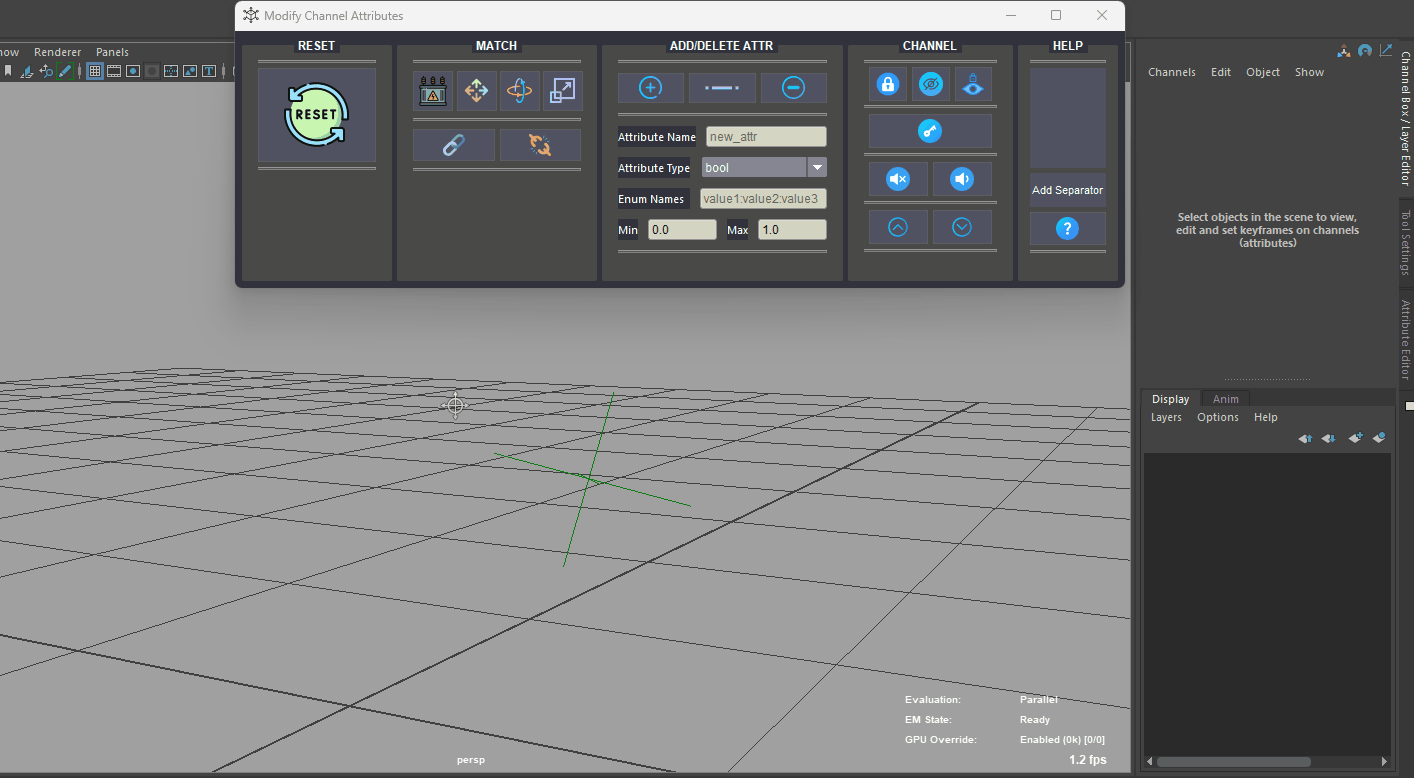 Modify Channel Attributes
RESET
MATCH
ADD/DELETE ATTR
CHANNEL
HELP
Renderer
Panels
RESET
Attribute Name
new_attr
Attribute Type
bool
Enum Names
value1:value2:value3
Min
0.0
Max
1.0
Add Separator
?
Channels
Edit
Object
Show
Channel Box / Layer Editor
Tool Settings
Attribute Editor
Select objects in the scene to view,
edit and set keyframes on channels
(attributes)
Display
Anim
Layers
Options
Help
Evaluation:
Parallel
EM State:
Ready
GPU Override:
Enabled (0k) [0/0]
persp
1.2 fps